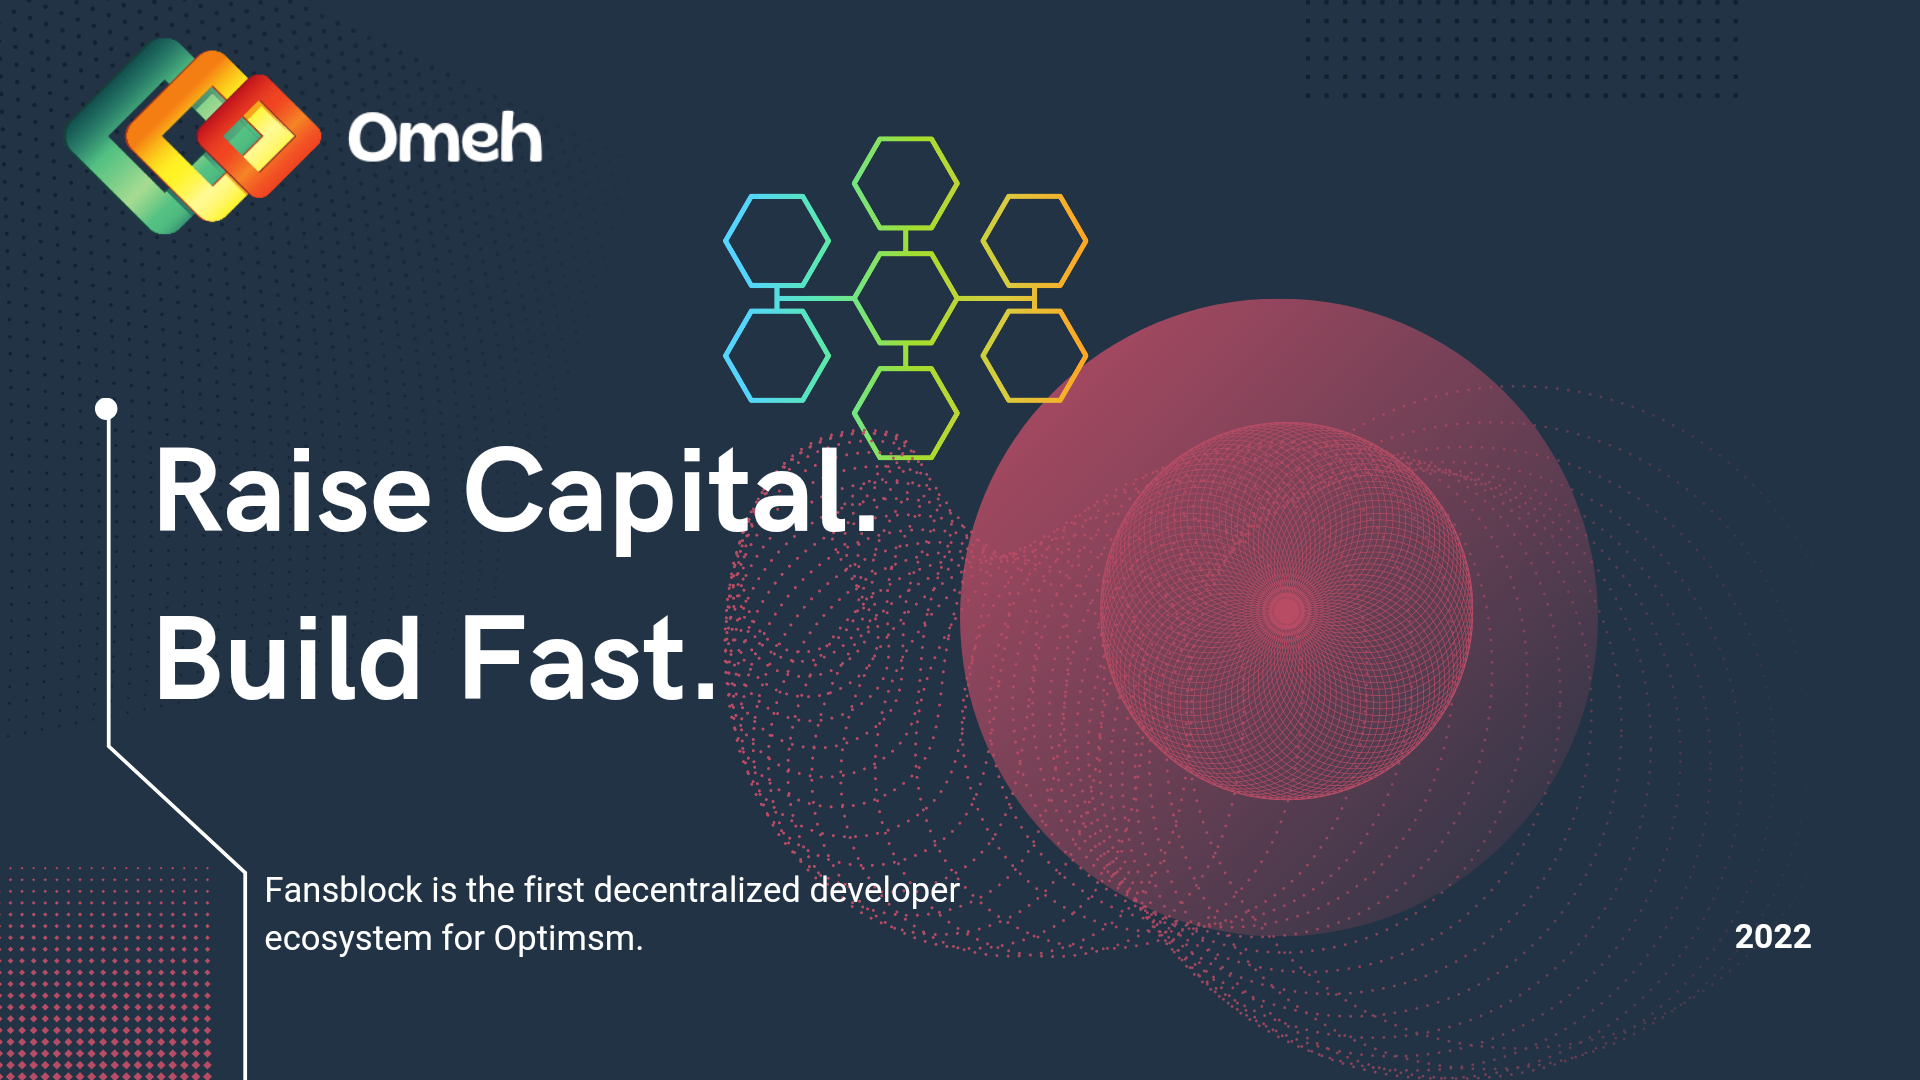 Omeh
Raise Capital.
Build Fast.
Fansblock is the first decentralized developer
ecosystem for Optimsm.
2022